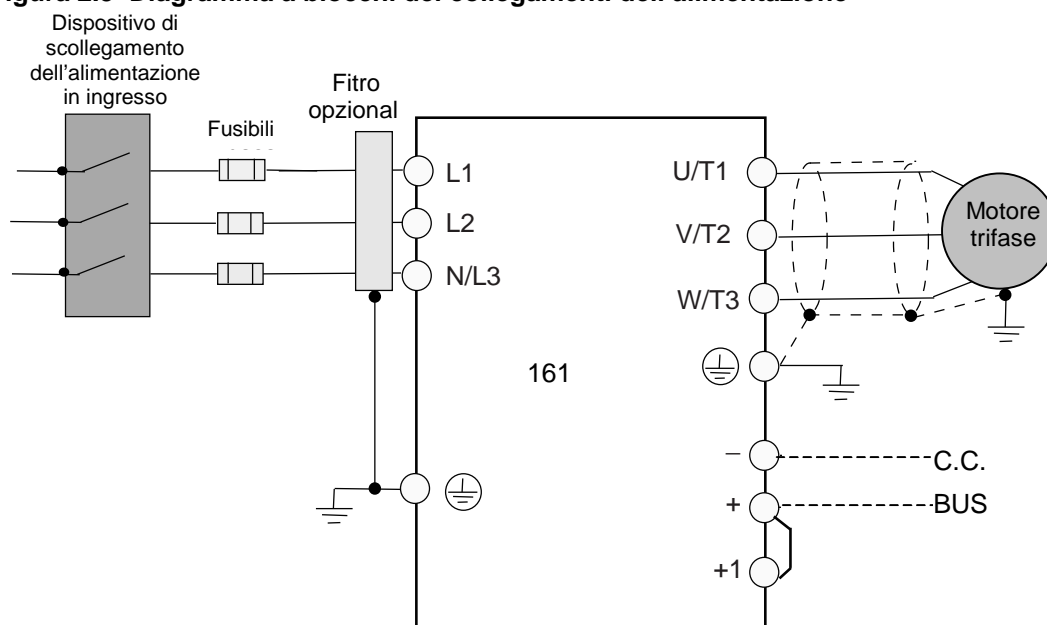 Dispositivo di
scollegamento
dell'alimentazione
in ingresso
Fusibili
Fitro
opzional
L1
L2
N/L3
U/T1
V/T2
W/T3
Motore
trifase
161
–
C.C.
+
BUS
+1